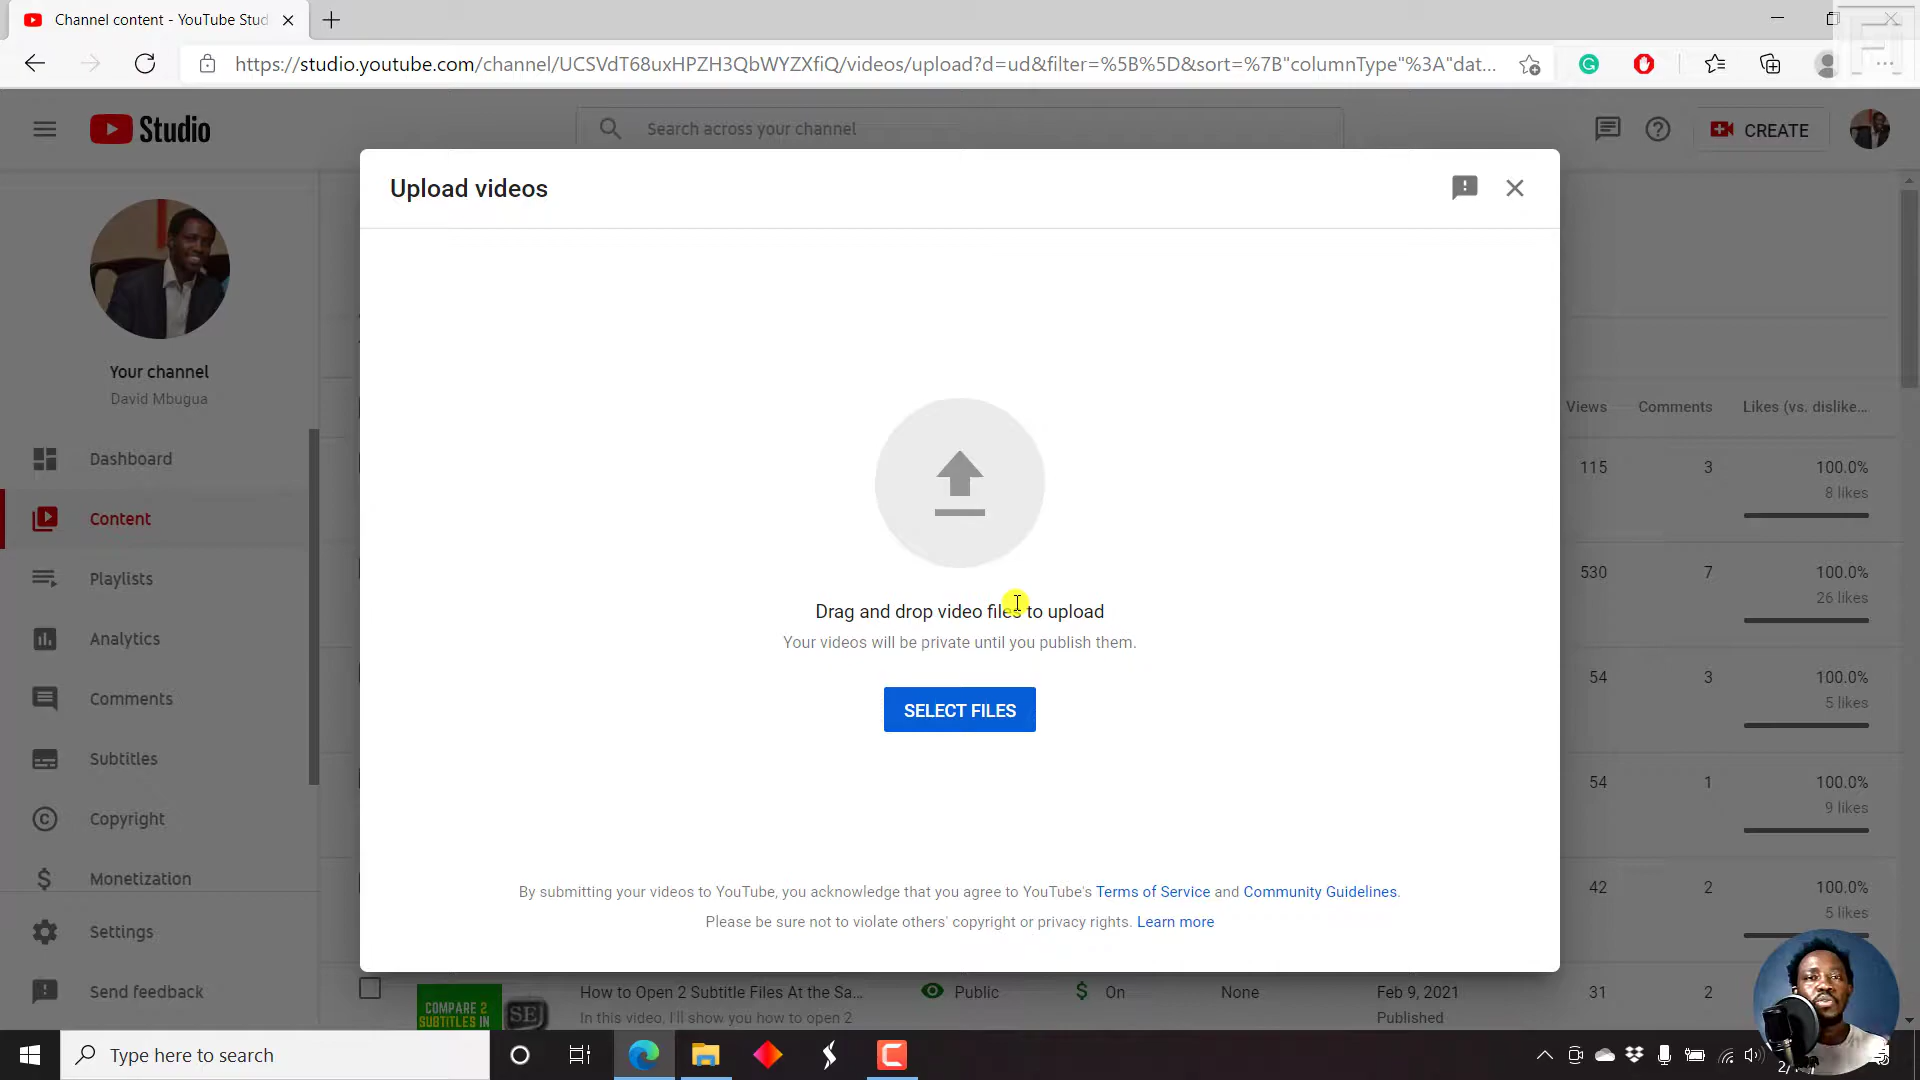 Channel content - YouTube Stud
https://studio.youtube.com/channel/UCSVdT68uxHPZH3QbWYZXfiQ/videos/upload?d=ud&filter=%5B%5D&sort=%7B"columnType"%3A"dat...
Studio
Search across your channel
CREATE
Upload videos
Your channel
David Mbugua
Dashboard
Content
Playlists
Analytics
Comments
Subtitles
Copyright
Monetization
Settings
Send feedback
Drag and drop video files to upload
Your videos will be private until you publish them.
SELECT FILES
By submitting your videos to YouTube, you acknowledge that you agree to YouTube's Terms of Service and Community Guidelines.
Please be sure not to violate others' copyright or privacy rights. Learn more
Views Comments Likes (vs. dislike...
115 3 100.0%
8 likes
530 7 100.0%
26 likes
54 3 100.0%
5 likes
54 1 100.0%
9 likes
42 2 100.0%
5 likes
COMPARE 2
SUBTITLES IN
SE
How to Open 2 Subtitle Files At the Sa... Public $ On None Feb 9, 2021 31 2
In this video, I'll show you how to open 2 Published
Type here to search